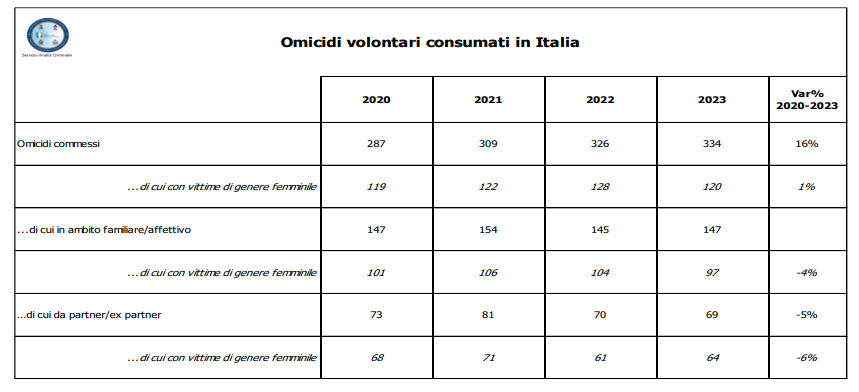 Servizio Analisi Criminale
Omicidi volontari consumati in Italia
2020 2021 2022 2023 Var%
2020-2023
Omicidi commessi 287 309 326 334 16%
...di cui con vittime di genere femminile 119 122 128 120 1%
...di cui in ambito familiare/affettivo 147 154 145 147
...di cui con vittime di genere femminile 101 106 104 97 -4%
...di cui da partner/ex partner 73 81 70 69 -5%
...di cui con vittime di genere femminile 68 71 61 64 -6%